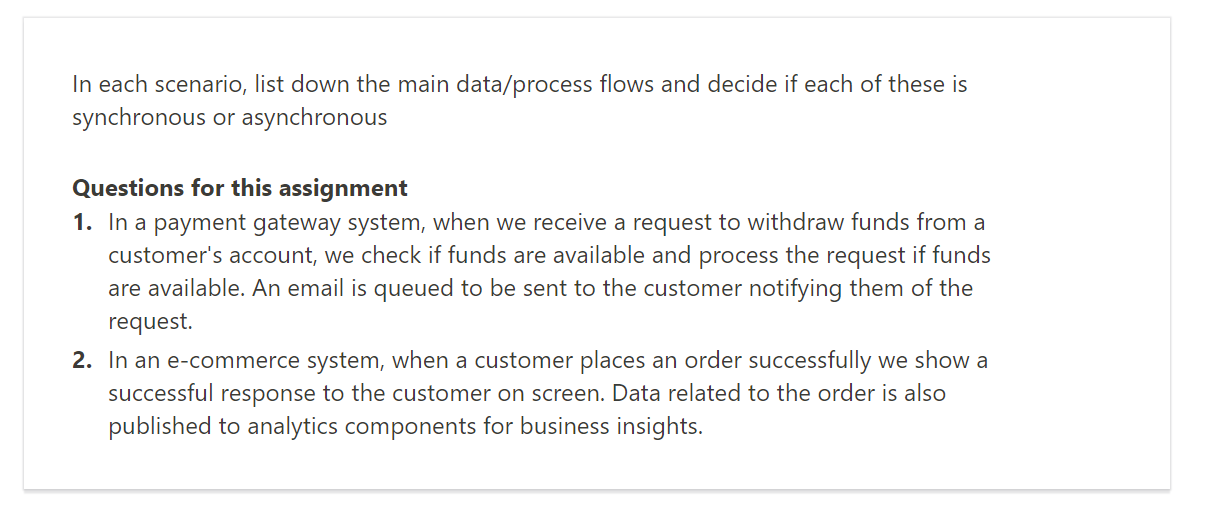 In each scenario, list down the main data/process flows and decide if each of these is
synchronous or asynchronous
Questions for this assignment
1. In a payment gateway system, when we receive a request to withdraw funds from a
customer's account, we check if funds are available and process the request if funds
are available. An email is queued to be sent to the customer notifying them of the
request.
2. In an e-commerce system, when a customer places an order successfully we show a
successful response to the customer on screen. Data related to the order is also
published to analytics components for business insights.